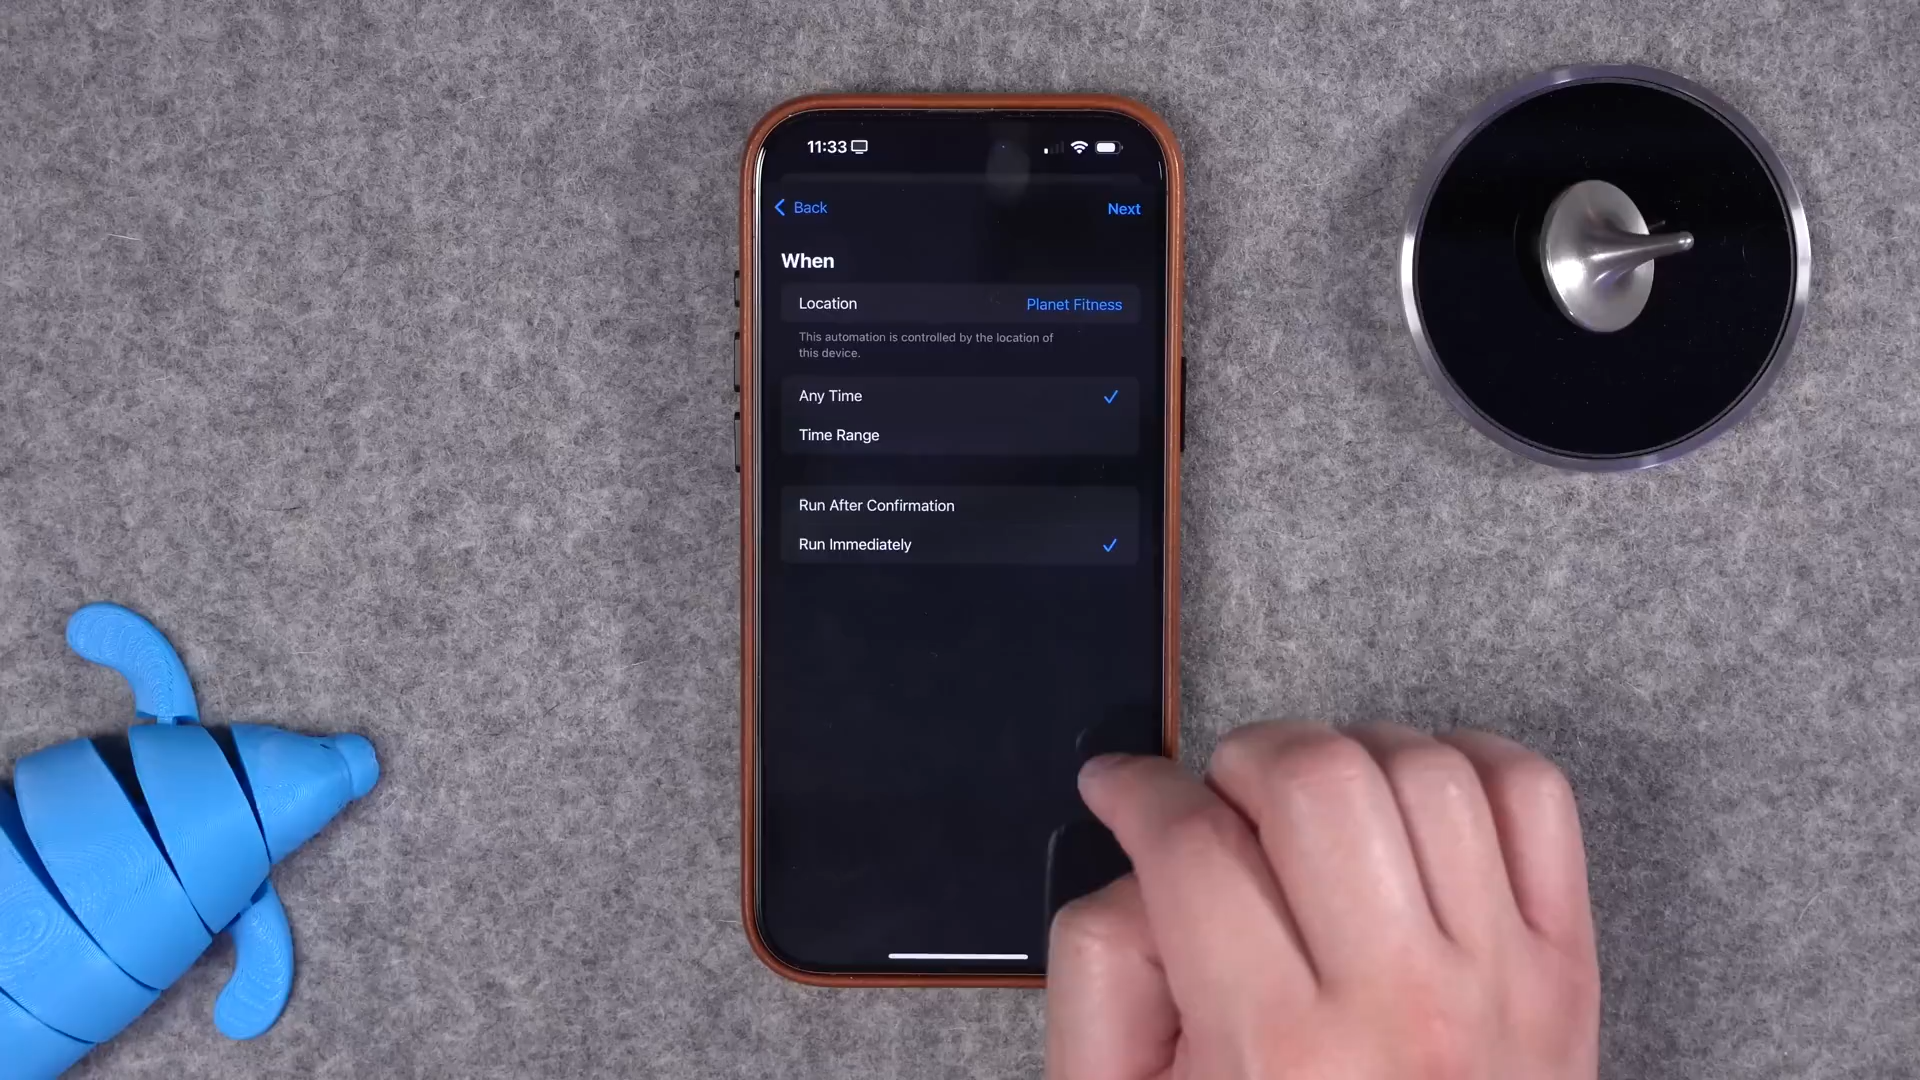 11:33
Back
Next
When
Location
Planet Fitness
This automation is controlled by the location of
this device.
Any Time
Time Range
Run After Confirmation
Run Immediately